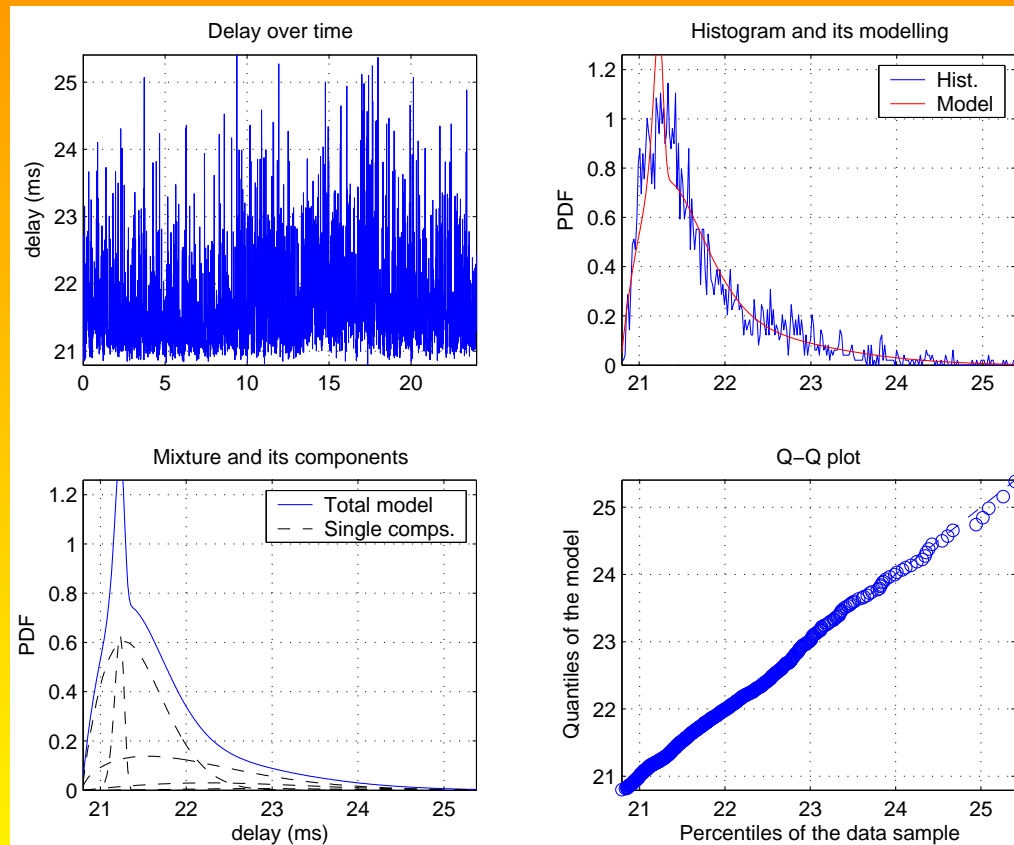 Delay over time
delay (ms)
25
24
23
22
21
0 5 10 15 20
Histogram and its modelling
PDF
1.2
1
0.8
0.6
0.4
0.2
0
21 22 23 24 25
Hist.
Model
Mixture and its components
PDF
1.2
1
0.8
0.6
0.4
0.2
0
21 22 23 24 25
delay (ms)
Total model
Single comps.
Q−Q plot
Quantiles of the model
25
24
23
22
21
21 22 23 24 25
Percentiles of the data sample